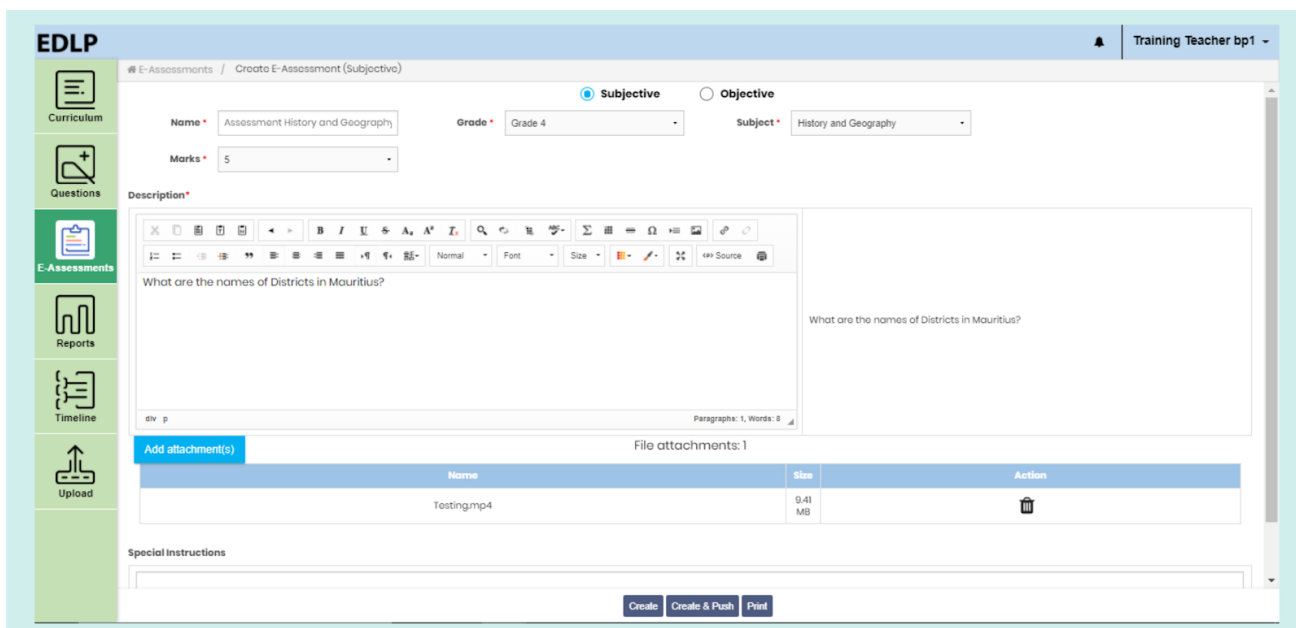 EDLP
Training Teacher bp1
E-Assessments / Create E-Assessment (Subjective)
Subjective Objective
Name * Assessment History and Geography Grade * Grade 4 Subject * History and Geography
Marks * 5
Description*
B I U S Normal Font Size Source
What are the names of Districts in Mauritius?
What are the names of Districts in Mauritius?
div p Paragraphs: 1, Words: 8
Add attachment(s) File attachments: 1
Name Size Action
Testing.mp4 9.41
MB
Special Instructions
Create Create & Push Print
Curriculum
Questions
E-Assessments
Reports
Timeline
Upload